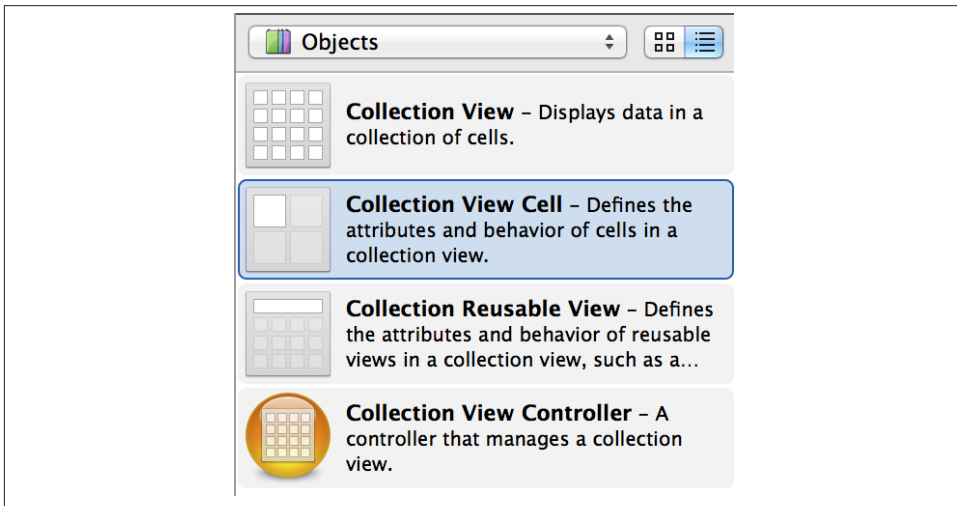 Objects
Collection View – Displays data in a
collection of cells.
Collection View Cell – Defines the
attributes and behavior of cells in a
collection view.
Collection Reusable View – Defines
the attributes and behavior of reusable
views in a collection view, such as a...
Collection View Controller – A
controller that manages a collection
view.